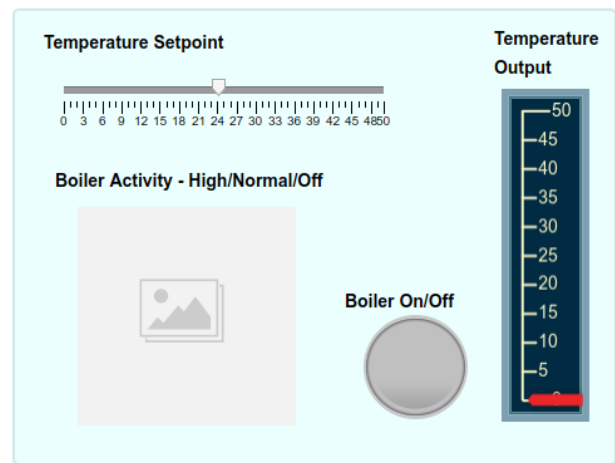 Temperature Setpoint
0 3 6 9 12 15 18 21 24 27 30 33 36 39 42 45 48 50
Boiler Activity - High/Normal/Off
Boiler On/Off
Temperature
Output
50
45
40
35
30
25
20
15
10
5